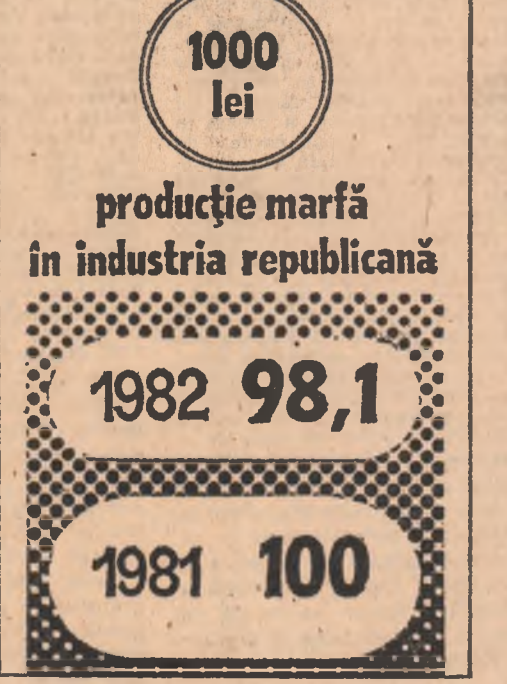 1000
lei
producţie marfă
în industria republicană
1982 98,1
1981 100